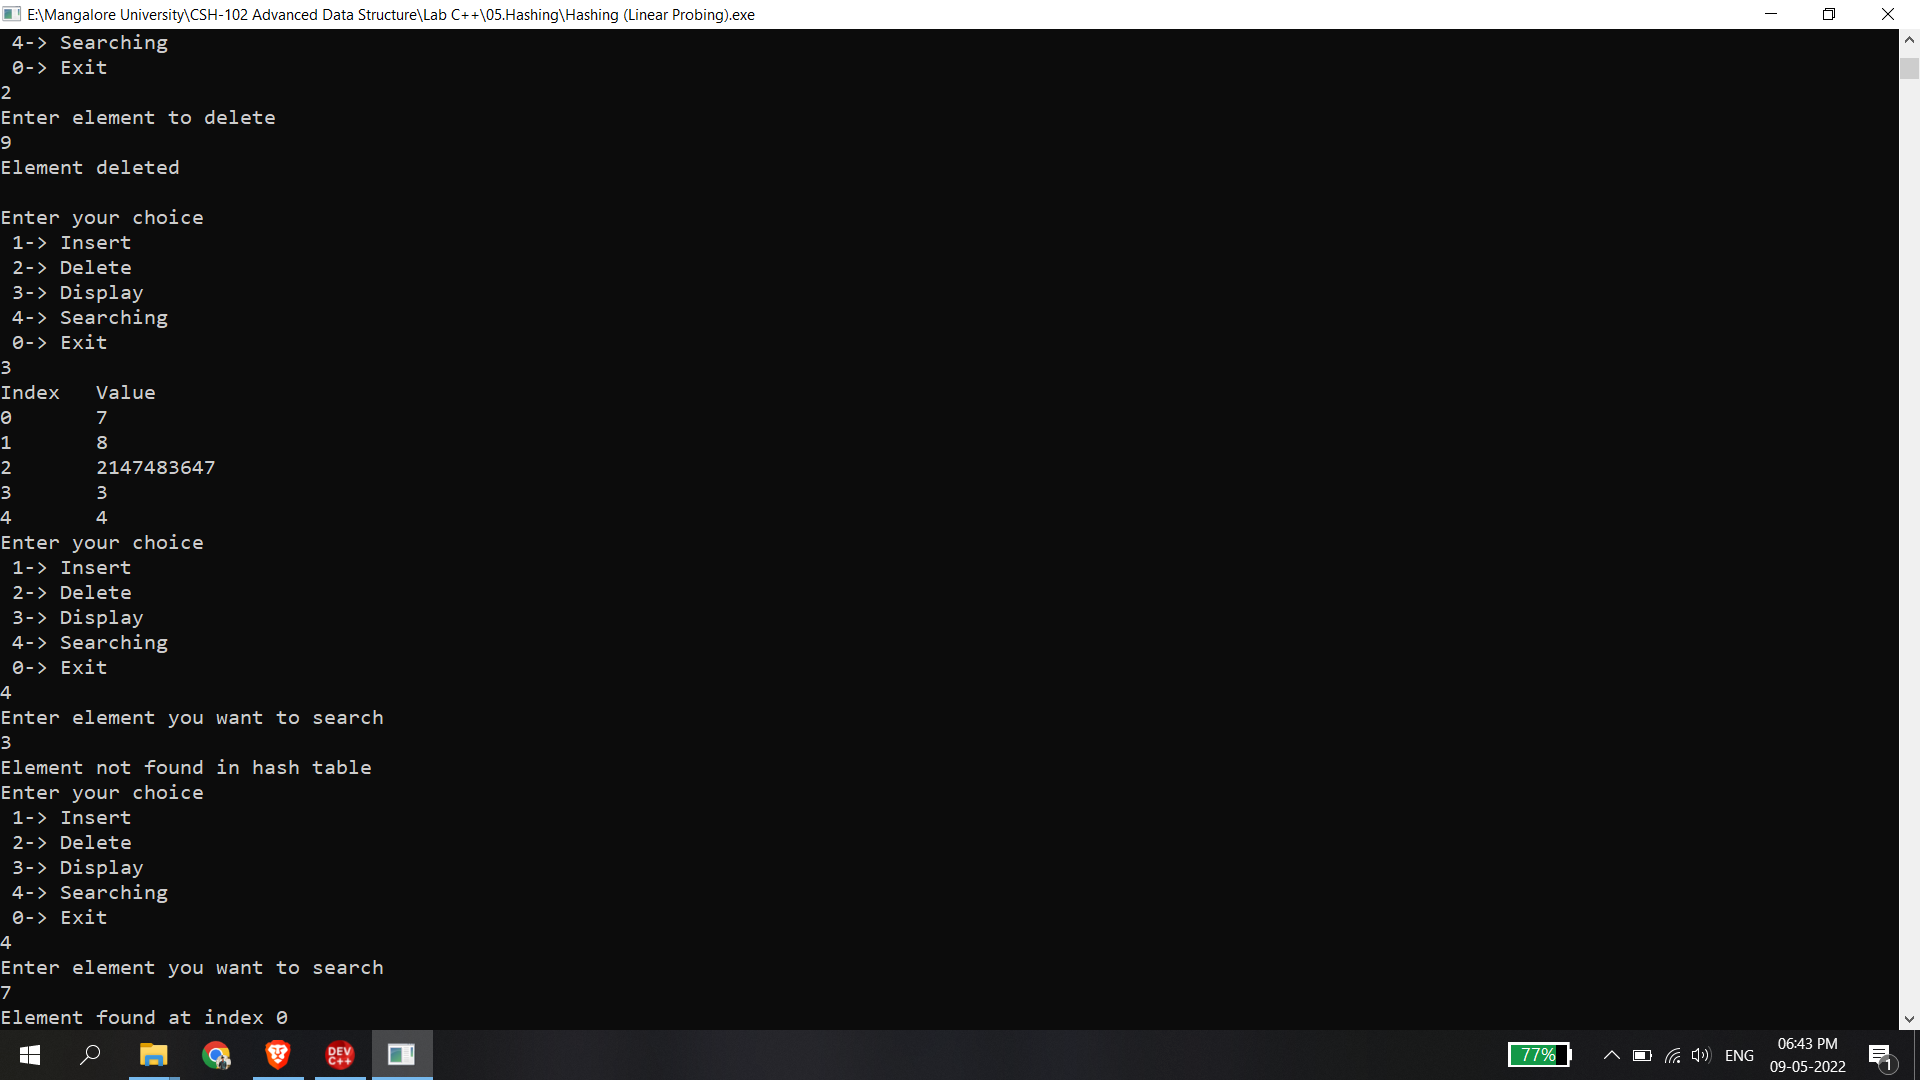 E:\Mangalore University\CSH-102 Advanced Data Structure\Lab C++\05.Hashing\Hashing (Linear Probing).exe
4-> Searching
0-> Exit
2
Enter element to delete
9
Element deleted
Enter your choice
1-> Insert
2-> Delete
3-> Display
4-> Searching
0-> Exit
3
Index Value
0 7
1 8
2 2147483647
3 3
4 4
Enter your choice
1-> Insert
2-> Delete
3-> Display
4-> Searching
0-> Exit
4
Enter element you want to search
3
Element not found in hash table
Enter your choice
1-> Insert
2-> Delete
3-> Display
4-> Searching
0-> Exit
4
Enter element you want to search
7
Element found at index 0
DEV C++ 77% ENG 06:43 PM 1
09-05-2022